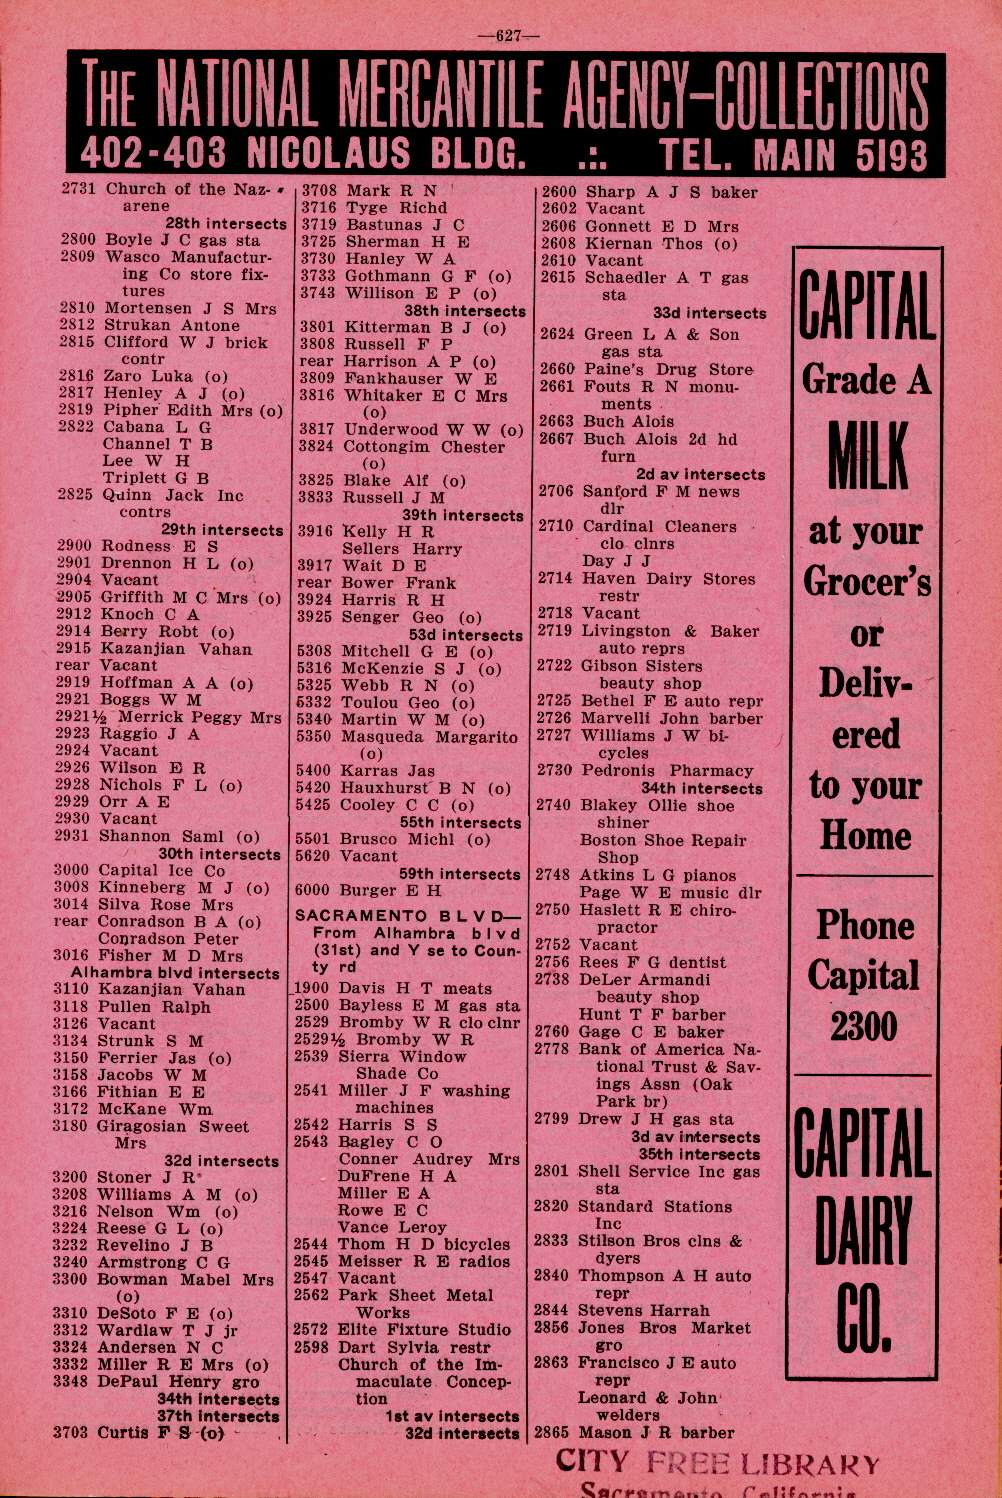 —627—
THE NATIONAL MERCANTILE AGENCY–COLLECTIONS
402-403 NICOLAUS BLDG. .:. TEL. MAIN 5193
2731 Church of the Naz-
arene
28th intersects
2800 Boyle J C gas sta
2809 Wasco Manufactur-
ing Co store fix-
tures
2810 Mortensen J S Mrs
2812 Strukan Antone
2815 Clifford W J brick
contr
2816 Zaro Luka (o)
2817 Henley A J (o)
2819 Pipher Edith Mrs (o)
2822 Cabana L G
Channel T B
Lee W H
Triplett G B
2825 Quinn Jack Inc
contrs
29th intersects
2900 Rodness E S
2901 Drennon H L (o)
2904 Vacant
2905 Griffith M C Mrs (o)
2912 Knoch C A
2914 Berry Robt (o)
2915 Kazanjian Vahan
rear Vacant
2919 Hoffman A A (o)
2921 Boggs W M
2921½ Merrick Peggy Mrs
2923 Raggio J A
2924 Vacant
2926 Wilson E R
2928 Nichols F L (o)
2929 Orr A E
2930 Vacant
2931 Shannon Saml (o)
30th intersects
3000 Capital Ice Co
3008 Kinneberg M J (o)
3014 Silva Rose Mrs
rear Conradson B A (o)
Conradson Peter
3016 Fisher M D Mrs
Alhambra blvd intersects
3110 Kazanjian Vahan
3118 Pullen Ralph
3126 Vacant
3134 Strunk S M
3150 Ferrier Jas (o)
3158 Jacobs W M
3166 Fithian E E
3172 McKane Wm
3180 Giragosian Sweet
Mrs
32d intersects
3200 Stoner J R
3208 Williams A M (o)
3216 Nelson Wm (o)
3224 Reese G L (o)
3232 Revelino J B
3240 Armstrong C G
3300 Bowman Mabel Mrs
(o)
3310 DeSoto F E (o)
3312 Wardlaw T J jr
3324 Andersen N C
3332 Miller R E Mrs (o)
3348 DePaul Henry gro
34th intersects
37th intersects
3703 Curtis F S (o)
3708 Mark R N
3716 Tyge Richd
3719 Bastunas J C
3725 Sherman H E
3730 Hanley W A
3733 Gothmann G F (o)
3743 Willison E P (o)
38th intersects
3801 Kitterman B J (o)
3808 Russell F P
rear Harrison A P (o)
3809 Fankhauser W E
3816 Whitaker E C Mrs
(o)
3817 Underwood W W (o)
3824 Cottongim Chester
(o)
3825 Blake Alf (o)
3833 Russell J M
39th intersects
3916 Kelly H R
Sellers Harry
3917 Wait D E
rear Bower Frank
3924 Harris R H
3925 Senger Geo (o)
53d intersects
5308 Mitchell G E (o)
5316 McKenzie S J (o)
5325 Webb R N (o)
5332 Toulou Geo (o)
5340 Martin W M (o)
5350 Masqueda Margarito
(o)
5400 Karras Jas
5420 Hauxhurst B N (o)
5425 Cooley C C (o)
55th intersects
5501 Brusco Michl (o)
5620 Vacant
59th intersects
6000 Burger E H
SACRAMENTO BLVD—
From Alhambra blvd
(31st) and Y se to Coun-
ty rd
1900 Davis H T meats
2500 Bayless E M gas sta
2529 Bromby W R clo clnr
2529½ Bromby W R
2539 Sierra Window
Shade Co
2541 Miller J F washing
machines
2542 Harris S S
2543 Bagley C O
Conner Audrey Mrs
DuFrene H A
Miller E A
Rowe E C
Vance Leroy
2544 Thom H D bicycles
2545 Meisser R E radios
2547 Vacant
2562 Park Sheet Metal
Works
2572 Elite Fixture Studio
2598 Dart Sylvia restr
Church of the Im-
maculate Concep-
tion
1st av intersects
32d intersects
2600 Sharp A J S baker
2602 Vacant
2606 Gonnett E D Mrs
2608 Kiernan Thos (o)
2610 Vacant
2615 Schaedler A T gas
sta
33d intersects
2624 Green L A & Son
gas sta
2660 Paine's Drug Store
2661 Fouts R N monu-
ments
2663 Buch Alois
2667 Buch Alois 2d hd
furn
2d av intersects
2706 Sanford F M news
dlr
2710 Cardinal Cleaners
clo clnrs
Day J J
2714 Haven Dairy Stores
restr
2718 Vacant
2719 Livingston & Baker
auto reprs
2722 Gibson Sisters
beauty shop
2725 Bethel F E auto repr
2726 Marvelli John barber
2727 Williams J W bi-
cycles
2730 Pedronis Pharmacy
34th intersects
2740 Blakey Ollie shoe
shiner
Boston Shoe Repair
Shop
2748 Atkins L G pianos
Page W E music dlr
2750 Haslett R E chiro-
practor
2752 Vacant
2756 Rees F G dentist
2738 DeLer Armandi
beauty shop
Hunt T F barber
2760 Gage C E baker
2778 Bank of America Na-
tional Trust & Sav-
ings Assn (Oak
Park br)
2799 Drew J H gas sta
3d av intersects
35th intersects
2801 Shell Service Inc gas
sta
2820 Standard Stations
Inc
2833 Stilson Bros clns &
dyers
2840 Thompson A H auto
repr
2844 Stevens Harrah
2856 Jones Bros Market
gro
2863 Francisco J E auto
repr
Leonard & John
welders
2865 Mason J R barber
CAPITAL
Grade A
MILK
at your
Grocer's
or
Deliv-
ered
to your
Home
Phone
Capital
2300
CAPITAL
DAIRY
CO.
CITY FREE LIBRARY
Sacramento, California